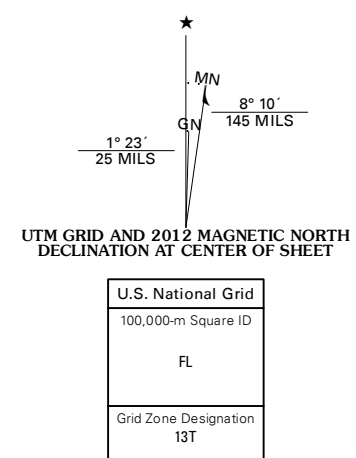 ★
MN
8° 10´
145 MILS
GN
1° 23´
25 MILS
UTM GRID AND 2012 MAGNETIC NORTH
DECLINATION AT CENTER OF SHEET
U.S. National Grid
100,000-m Square ID
FL
Grid Zone Designation
13T